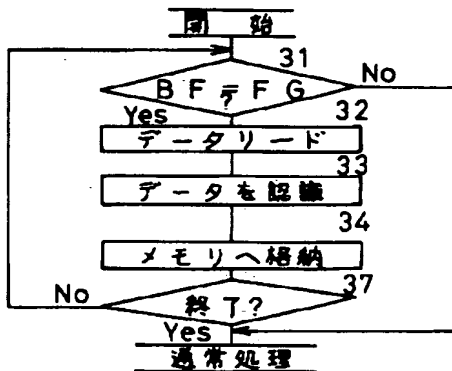 開始
31
BF=FG
?
No
Yes
32
データリード
33
データを認識
34
メモリへ格納
37
No
終了?
Yes
通常処理